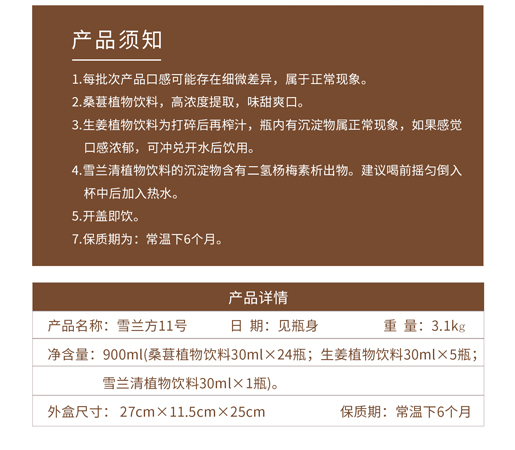 产品须知
1.每批次产品口感可能存在细微差异，属于正常现象。
2.桑葚植物饮料，高浓度提取，味甜爽口。
3.生姜植物饮料为打碎后再榨汁，瓶内有沉淀物属正常现象，如果感觉
口感浓郁，可冲兑开水后饮用。
4.雪兰清植物饮料的沉淀物含有二氢杨梅素析出物。建议喝前摇匀倒入
杯中后加入热水。
5.开盖即饮。
7.保质期为：常温下6个月。
产品详情
产品名称：雪兰方11号 日 期：见瓶身 重 量：3.1kg
净含量：900ml(桑葚植物饮料30ml×24瓶；生姜植物饮料30ml×5瓶；
雪兰清植物饮料30ml×1瓶)。
外盒尺寸：27cm×11.5cm×25cm 保质期：常温下6个月